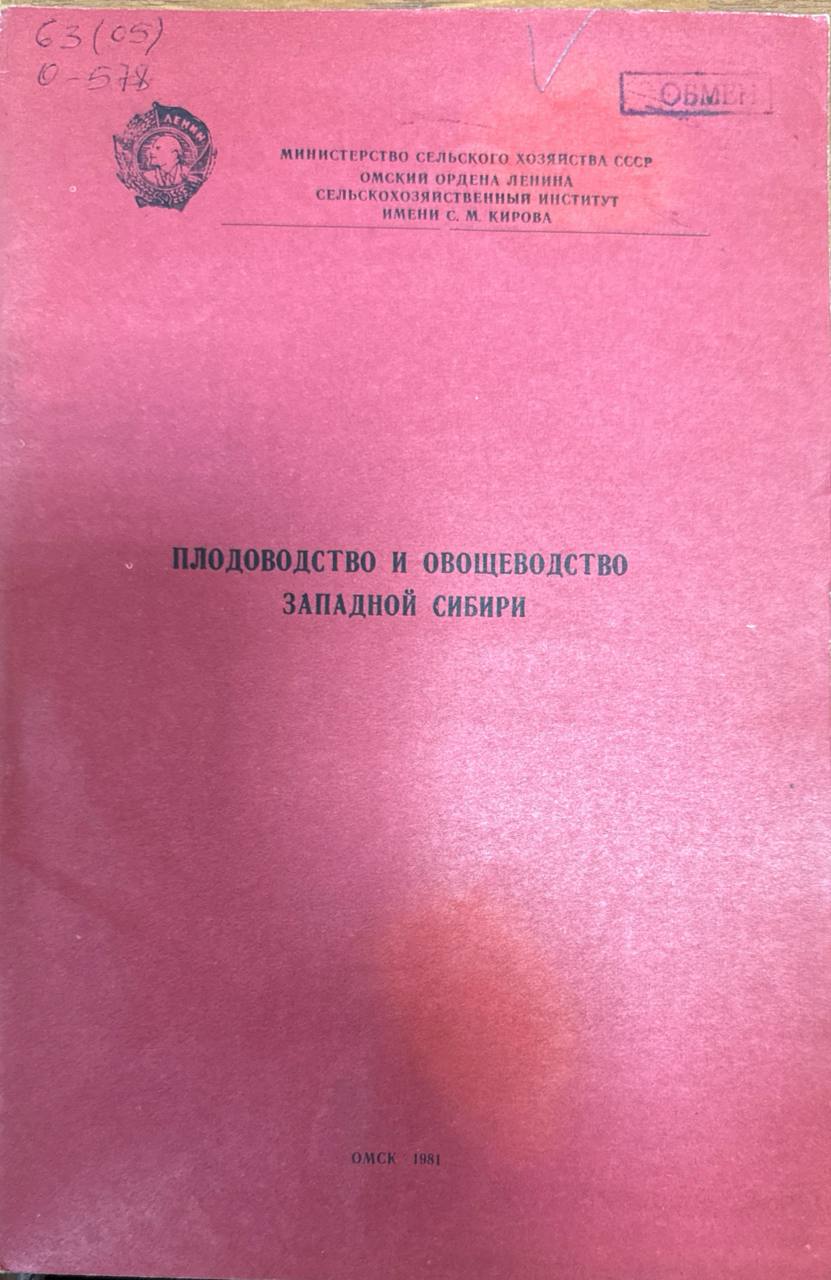 63(05)
О-578
ОБМЕН
ЛЕНИН
МИНИСТЕРСТВО СЕЛЬСКОГО ХОЗЯЙСТВА СССР
ОМСКИЙ ОРДЕНА ЛЕНИНА
СЕЛЬСКОХОЗЯЙСТВЕННЫЙ ИНСТИТУТ
ИМЕНИ С. М. КИРОВА
ПЛОДОВОДСТВО И ОВОЩЕВОДСТВО
ЗАПАДНОЙ СИБИРИ
ОМСК 1981